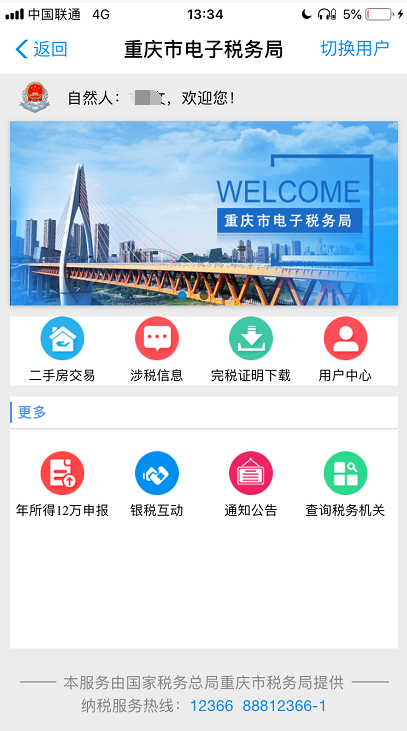 中国联通 4G 13:34 5%
返回 重庆市电子税务局 切换用户
自然人： 文，欢迎您！
WELCOME
重庆市电子税务局
二手房交易 涉税信息 完税证明下载 用户中心
更多
年所得12万申报 银税互动 通知公告 查询税务机关
本服务由国家税务总局重庆市税务局提供
纳税服务热线：12366 88812366-1